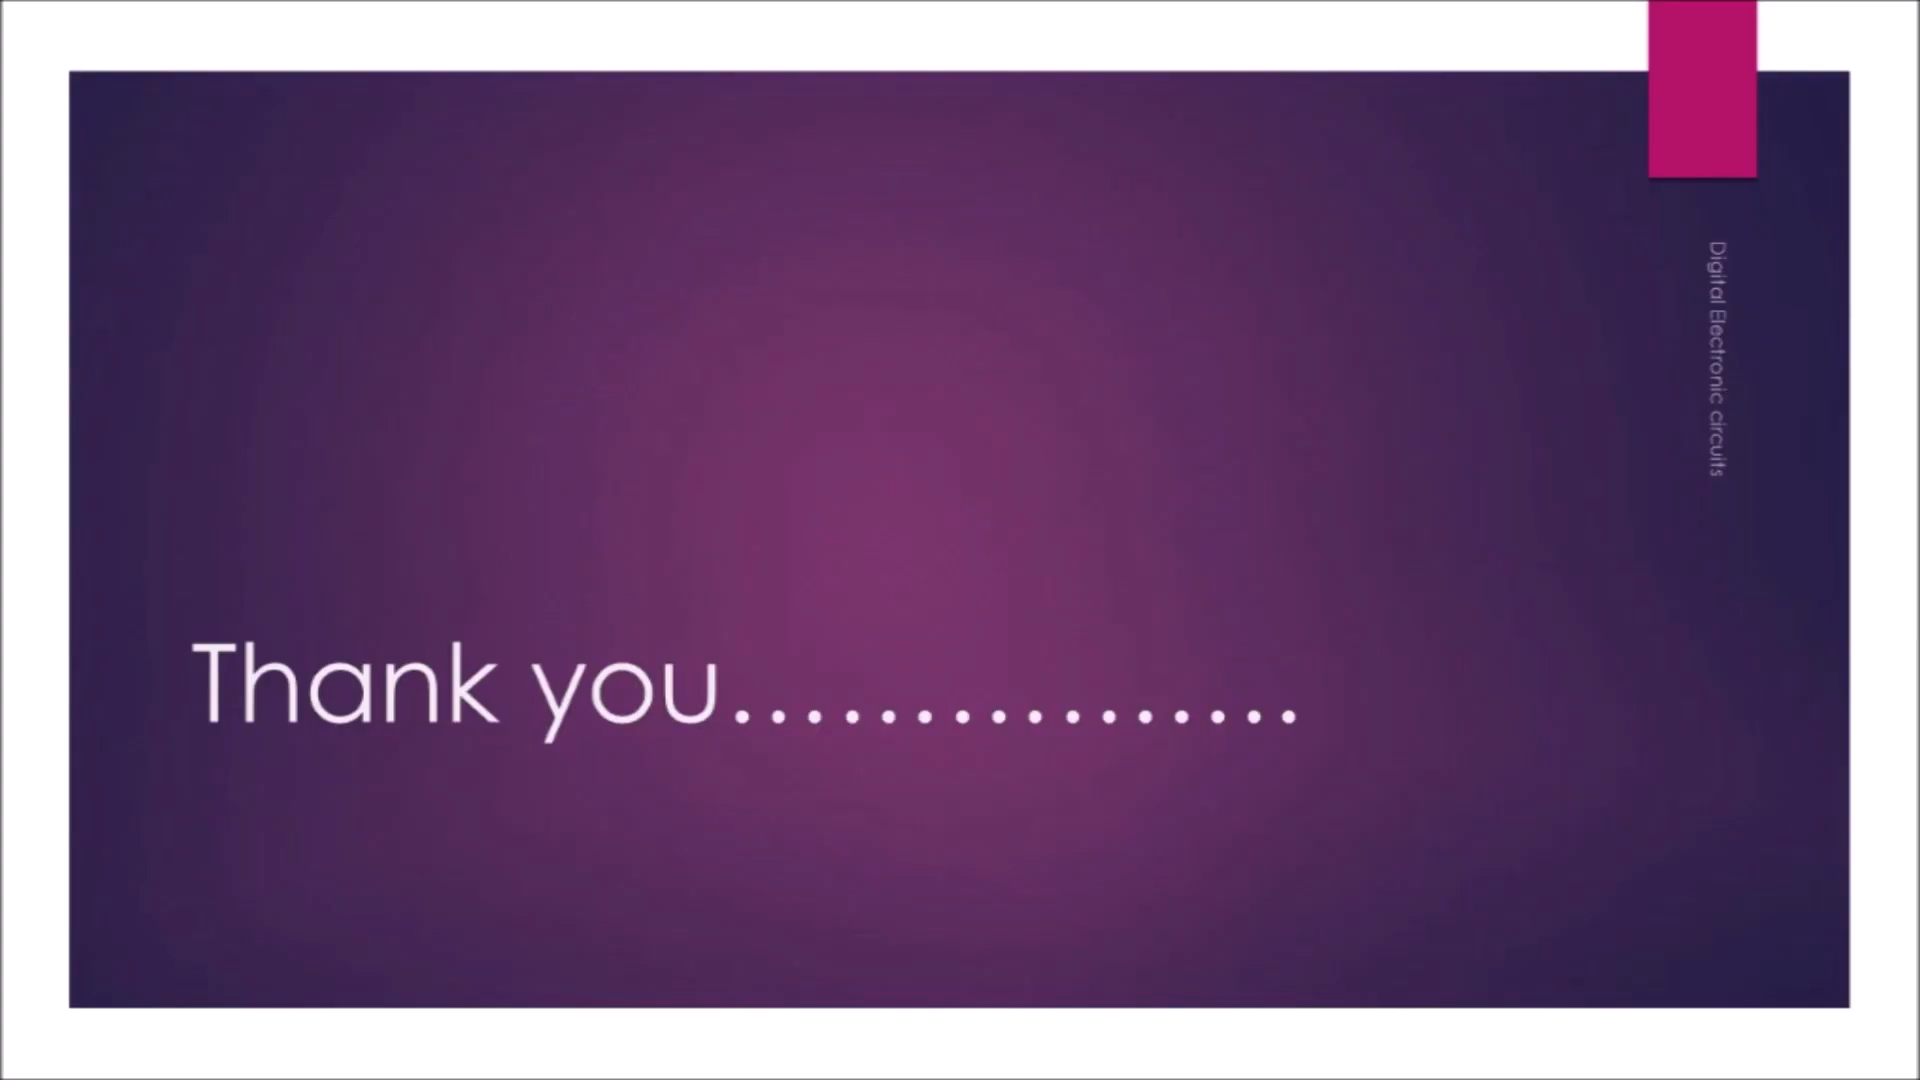 Digital Electronic circuits
Thank you................